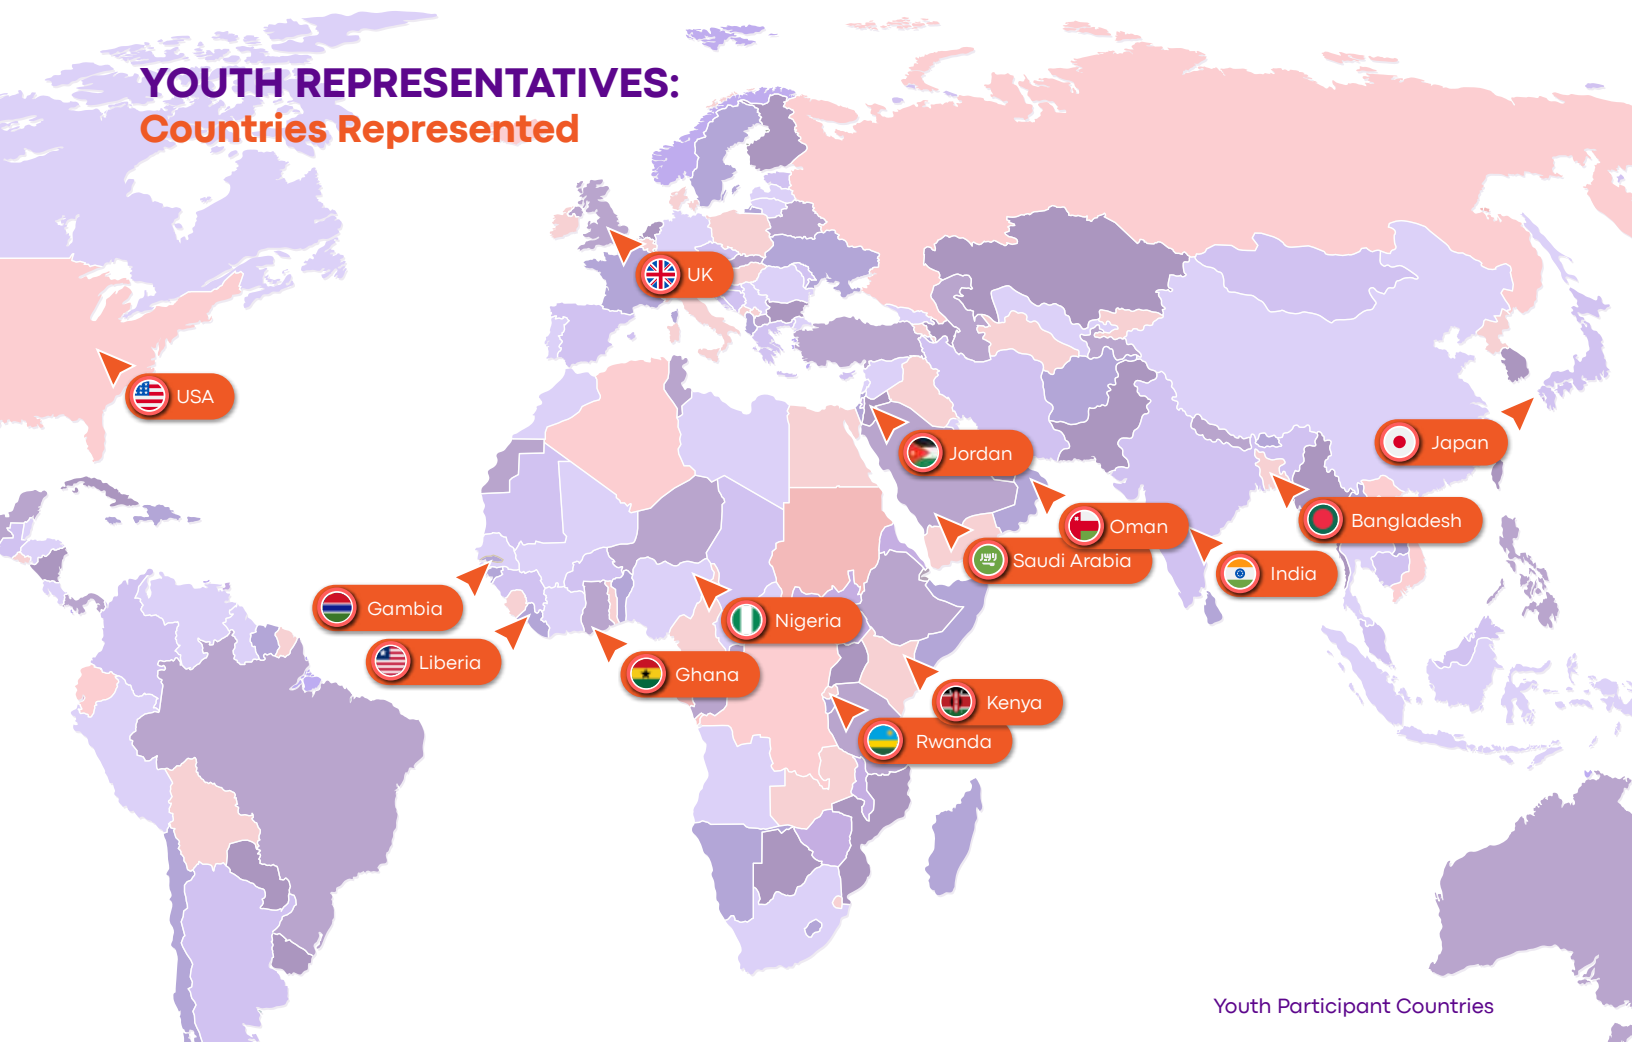 YOUTH REPRESENTATIVES:
Countries Represented
UK
USA
Jordan
Japan
Oman
Bangladesh
Saudi Arabia
India
Gambia
Nigeria
Liberia
Ghana
Kenya
Rwanda
Youth Participant Countries